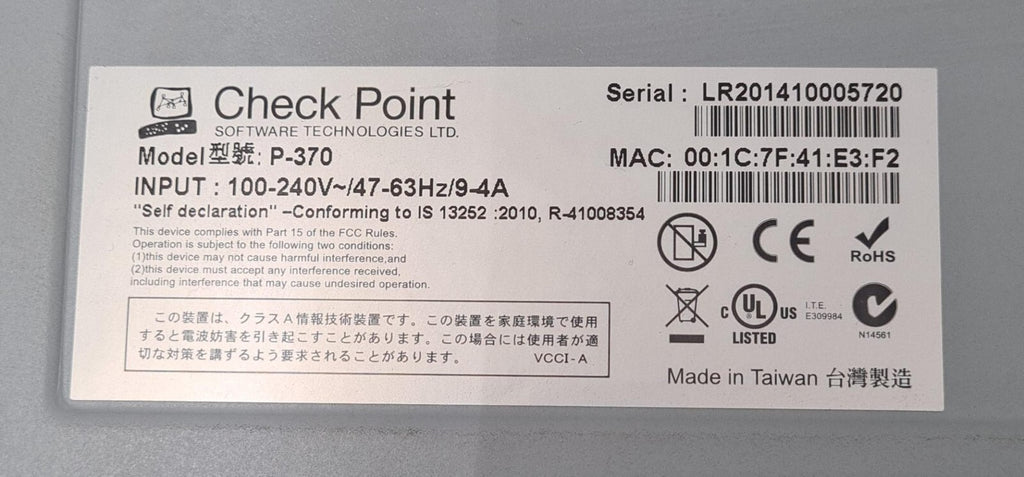 Check Point
SOFTWARE TECHNOLOGIES LTD.
Model型號: P-370
INPUT : 100-240V~/47-63Hz/9-4A
"Self declaration" –Conforming to IS 13252 :2010, R-41008354
This device complies with Part 15 of the FCC Rules.
Operation is subject to the following two conditions:
(1)this device may not cause harmful interference,and
(2)this device must accept any interference received,
including interference that may cause undesired operation.
この装置は、クラスA情報技術装置です。この装置を家庭環境で使用
すると電波妨害を引き起こすことがあります。この場合には使用者が適
切な対策を講ずるよう要求されることがあります。 VCCI-A
Serial : LR201410005720
MAC: 00:1C:7F:41:E3:F2
CE
RoHS
C UL US
LISTED
I.T.E.
E309984
N14561
Made in Taiwan 台灣製造